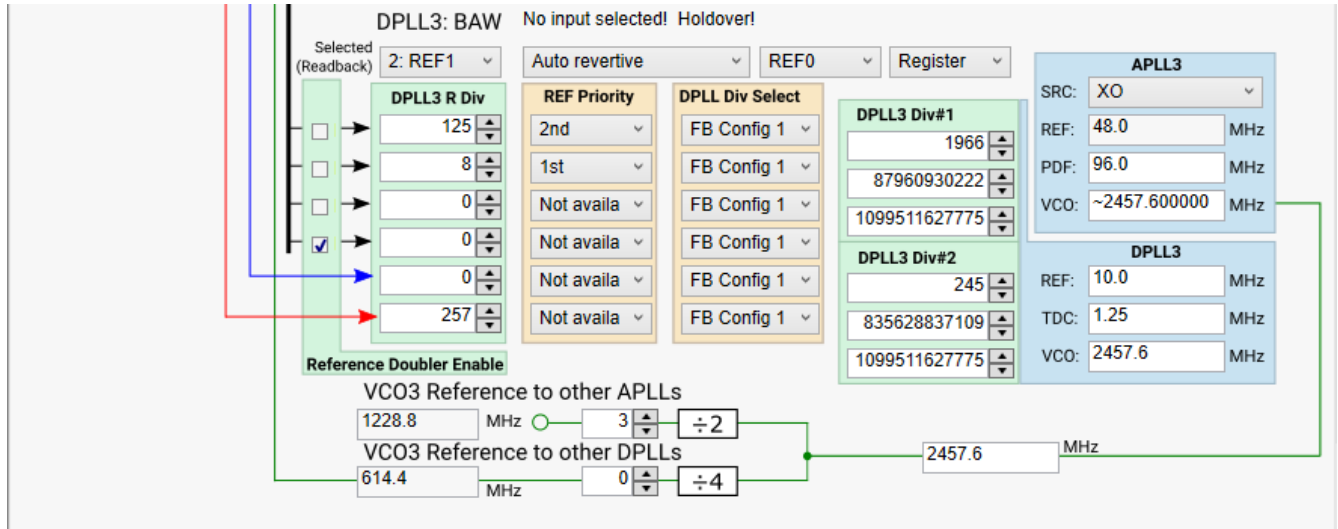 DPLL3: BAW No input selected! Holdover!
Selected (Readback) 2: REF1 Auto revertive REF0 Register
DPLL3 R Div REF Priority DPLL Div Select
125 2nd FB Config 1
8 1st FB Config 1
0 Not availa FB Config 1
0 Not availa FB Config 1
0 Not availa FB Config 1
257 Not availa FB Config 1
Reference Doubler Enable
DPLL3 Div#1
1966
87960930222
1099511627775
DPLL3 Div#2
245
835628837109
1099511627775
APLL3
SRC: XO
REF: 48.0 MHz
PDF: 96.0 MHz
VCO: ~2457.600000 MHz
DPLL3
REF: 10.0 MHz
TDC: 1.25 MHz
VCO: 2457.6 MHz
VCO3 Reference to other APLLs
1228.8 MHz 3 ÷2
VCO3 Reference to other DPLLs
614.4 MHz 0 ÷4
2457.6 MHz